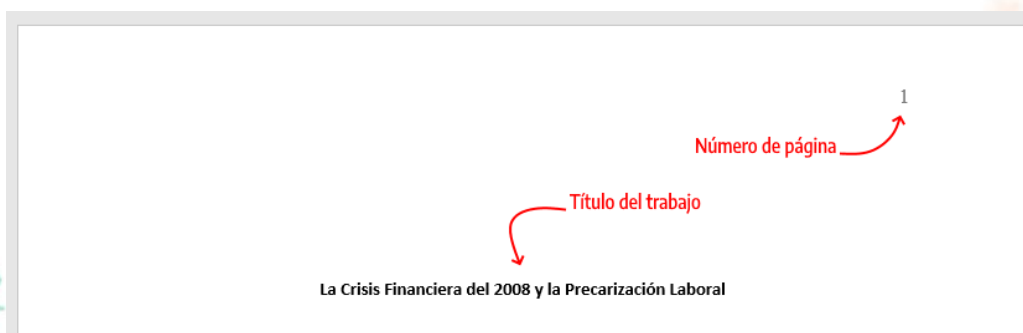 1
Número de página
Título del trabajo
La Crisis Financiera del 2008 y la Precarización Laboral